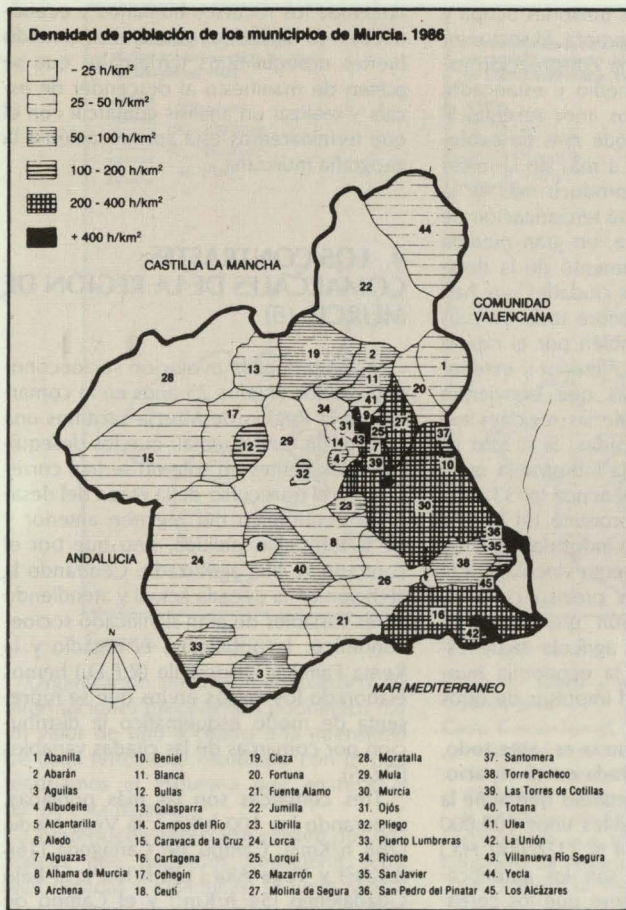 Densidad de población de los municipios de Murcia. 1986
- 25 h/km²
25 - 50 h/km²
50 - 100 h/km²
100 - 200 h/km²
200 - 400 h/km²
+ 400 h/km²
CASTILLA LA MANCHA
COMUNIDAD
VALENCIANA
ANDALUCIA
MAR MEDITERRANEO
N
44
22
19
2
1
28
13
11
20
41
34
9
17
31
25
27
37
29
14
43
7
15
12
4
39
10
32
30
23
36
6
8
35
24
38
40
26
45
16
21
42
33
3
1 Abanilla
2 Abarán
3 Aguilas
4 Albudeite
5 Alcantarilla
6 Aledo
7 Alguazas
8 Alhama de Murcia
9 Archena
10. Beniel
11. Blanca
12. Bullas
13. Calasparra
14. Campos del Río
15. Caravaca de la Cruz
16. Cartagena
17. Cehegín
18. Ceutí
19. Cieza
20. Fortuna
21. Fuente Alamo
22. Jumilla
23. Librilla
24. Lorca
25. Lorquí
26. Mazarrón
27. Molina de Segura
28. Moratalla
29. Mula
30. Murcia
31. Ojós
32. Pliego
33. Puerto Lumbreras
34. Ricote
35. San Javier
36. San Pedro del Pinatar
37. Santomera
38. Torre Pacheco
39. Las Torres de Cotillas
40. Totana
41. Ulea
42. La Unión
43. Villanueva Río Segura
44. Yecla
45. Los Alcázares